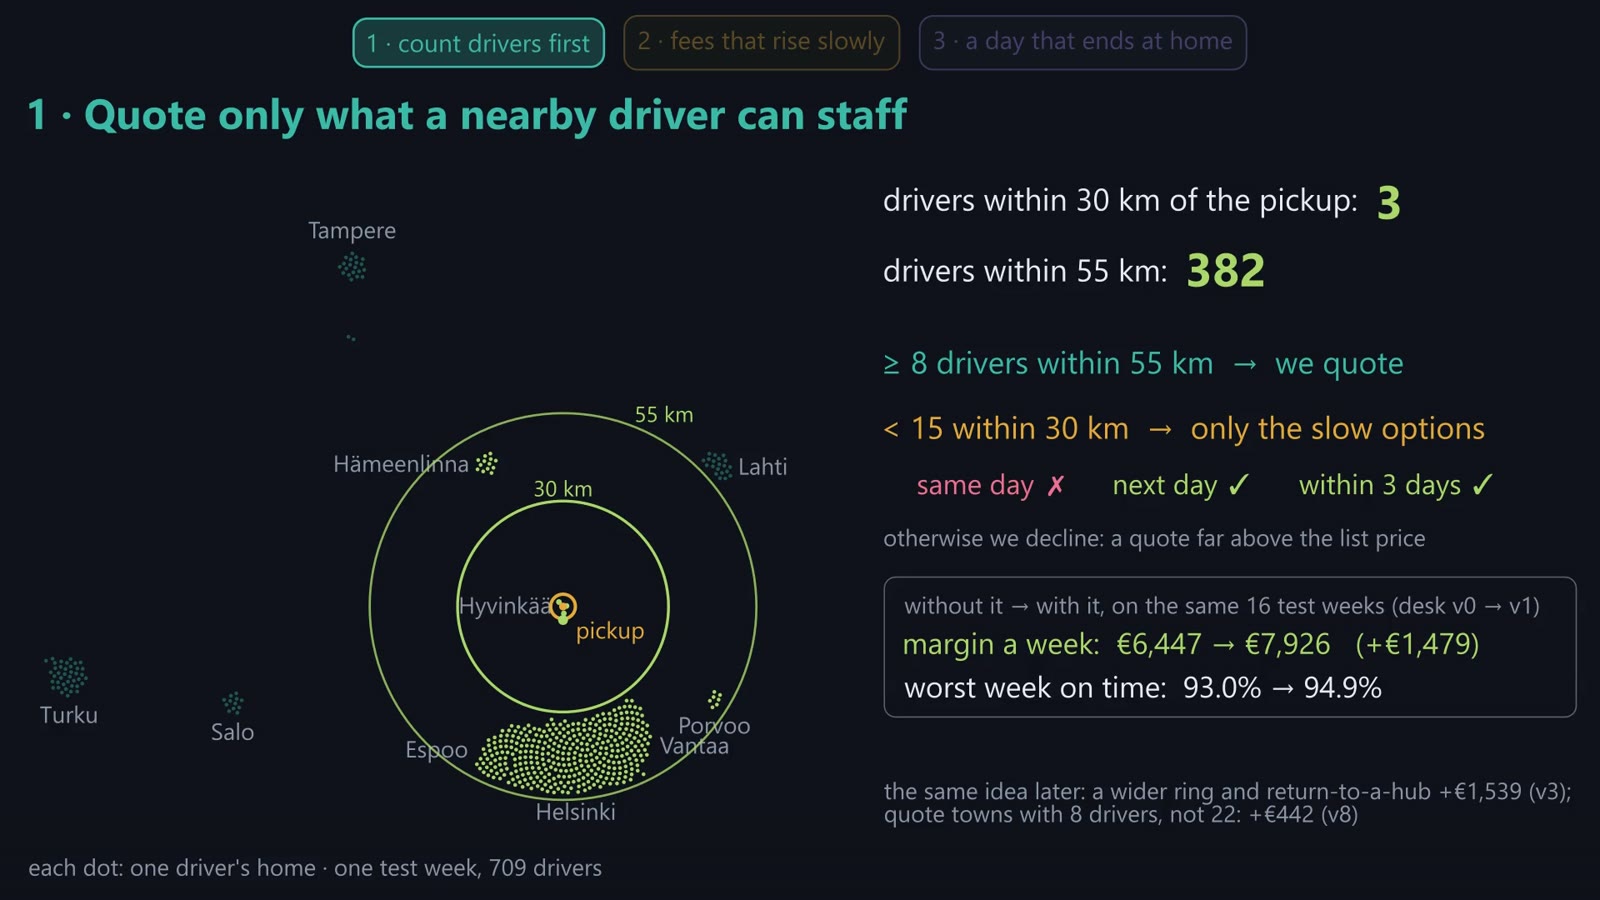 1 · count drivers first
2 · fees that rise slowly
3 · a day that ends at home
1 · Quote only what a nearby driver can staff
Tampere
55 km
Hämeenlinna
Lahti
30 km
Hyvinkää
pickup
Turku
Salo
Porvoo
Vantaa
Espoo
Helsinki
each dot: one driver's home · one test week, 709 drivers
drivers within 30 km of the pickup: 3
drivers within 55 km: 382
≥ 8 drivers within 55 km → we quote
< 15 within 30 km → only the slow options
same day ✗ next day ✓ within 3 days ✓
otherwise we decline: a quote far above the list price
without it → with it, on the same 16 test weeks (desk v0 → v1)
margin a week: €6,447 → €7,926 (+€1,479)
worst week on time: 93.0% → 94.9%
the same idea later: a wider ring and return-to-a-hub +€1,539 (v3);
quote towns with 8 drivers, not 22: +€442 (v8)